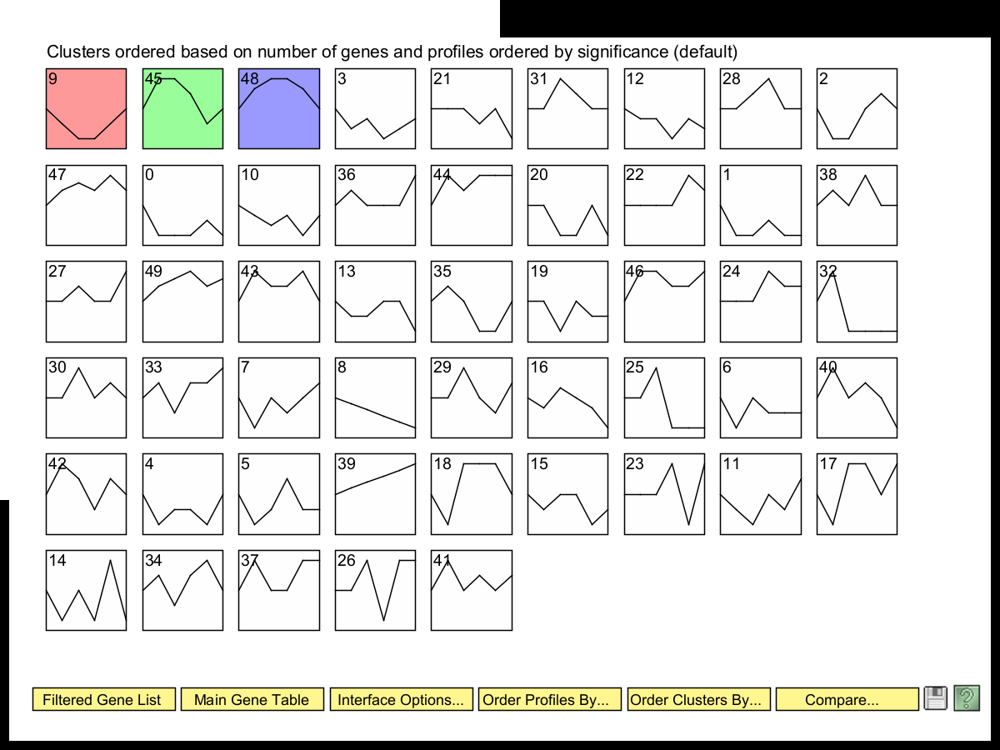 Clusters ordered based on number of genes and profiles ordered by significance (default)
9 45 48 3 21 31 12 28 2
47 0 10 36 44 20 22 1 38
27 49 43 13 35 19 46 24 32
30 33 7 8 29 16 25 6 40
42 4 5 39 18 15 23 11 17
14 34 37 26 41
Filtered Gene List Main Gene Table Interface Options... Order Profiles By... Order Clusters By... Compare... ?